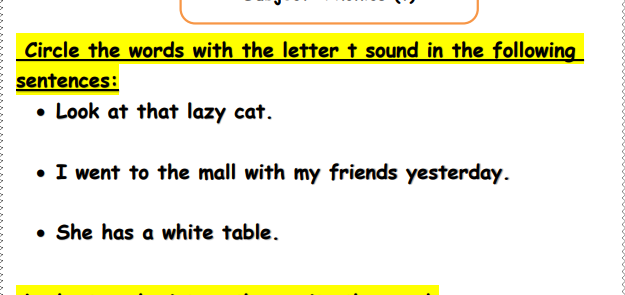 Circle the words with the letter t sound in the following
sentences:
• Look at that lazy cat.
• I went to the mall with my friends yesterday.
• She has a white table.